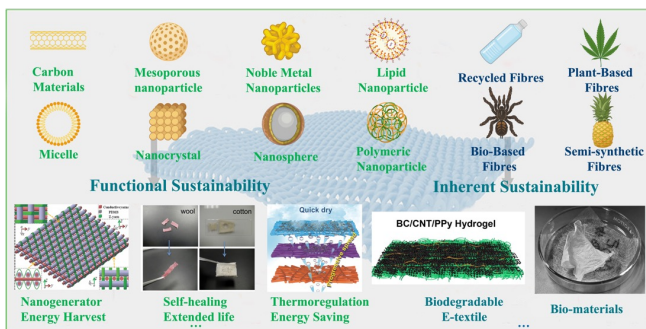 Carbon
Materials
Mesoporous
nanoparticle
Noble Metal
Nanoparticles
Lipid
Nanoparticle
Recycled Fibres
Plant-Based
Fibres
Micelle
Nanocrystal
Nanosphere
Polymeric
Nanoparticle
Bio-Based
Fibres
Semi-synthetic
Fibres
Functional Sustainability
Inherent Sustainability
wool
cotton
Quick dry
BC/CNT/PPy Hydrogel
Nanogenerator
Energy Harvest
Self-healing
Extended life
...
Thermoregulation
Energy Saving
Biodegradable
E-textile
...
Bio-materials